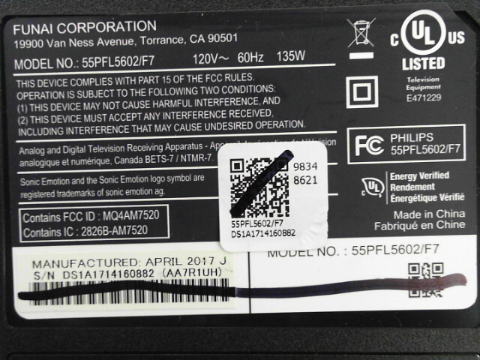 FUNAI CORPORATION
19900 Van Ness Avenue, Torrance, CA 90501
MODEL NO.: 55PFL5602/F7 120V~ 60Hz 135W
THIS DEVICE COMPLIES WITH PART 15 OF THE FCC RULES.
OPERATION IS SUBJECT TO THE FOLLOWING TWO CONDITIONS:
(1) THIS DEVICE MAY NOT CAUSE HARMFUL INTERFERENCE, AND
(2) THIS DEVICE MUST ACCEPT ANY INTERFERENCE RECEIVED,
INCLUDING INTERFERENCE THAT MAY CAUSE UNDESIRED OPERATION.
Analog and Digital Television Receiving Apparatus
analogique et numérique, Canada BETS-7 / NTMR-7.
Sonic Emotion and the Sonic Emotion logo symbol are
registered trademarks of sonic emotion ag.
Contains FCC ID : MQ4AM7520
Contains IC : 2826B-AM7520
MANUFACTURED: APRIL 2017 J
S/N DS1A1714160882 (AA7R1UH)
9834
8621
55PFL5602/F7
DS1A1714160882
C UL US
LISTED
Television
Equipment
E471229
FC PHILIPS
55PFL5602/F7
C UL US
Energy Verified
Rendement
Énergétique Vérifié
Made in China
Fabriqué en Chine
MODEL NO.: 55PFL5602/F7